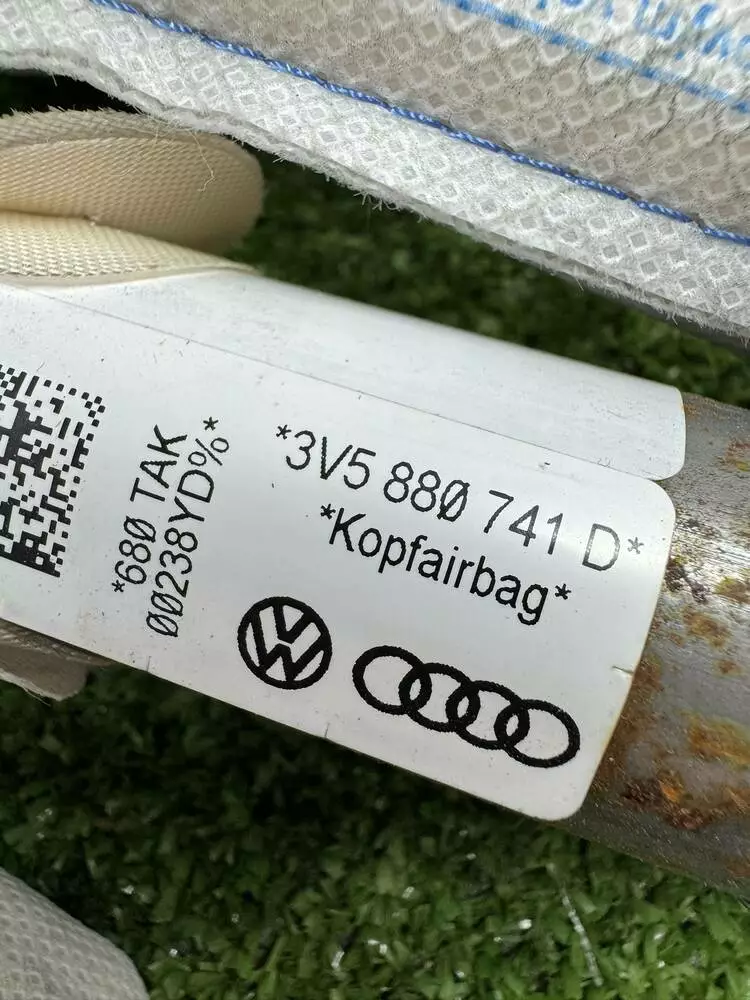 *3V5 880 741 D*
*Kopfairbag*
*680 TAK
00238YD%*